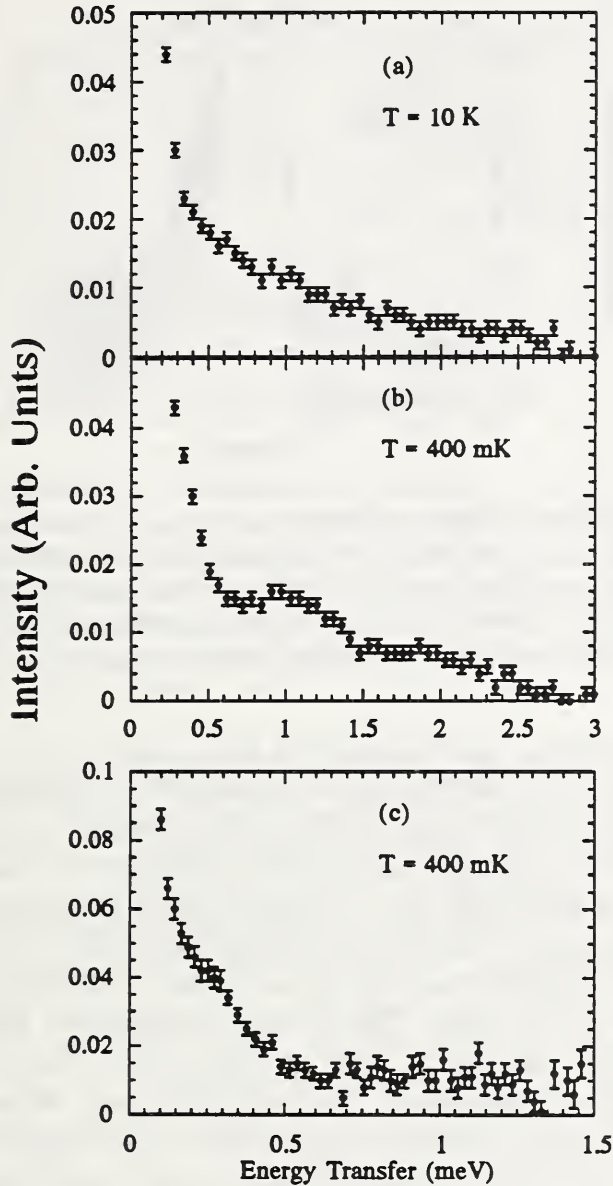 Intensity (Arb. Units)
0.05
0.04
0.03
0.02
0.01
0
(a)
T = 10 K
0.04
0.03
0.02
0.01
0
(b)
T = 400 mK
0 0.5 1 1.5 2 2.5 3
0.1
0.08
0.06
0.04
0.02
0
(c)
T = 400 mK
0 0.5 1 1.5
Energy Transfer (meV)